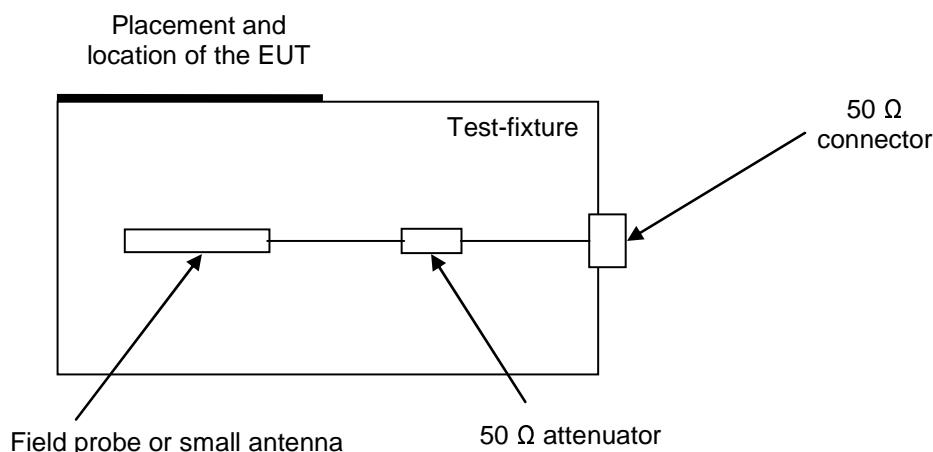 Placement and
location of the EUT
Test-fixture
50 Ω
connector
Field probe or small antenna
50 Ω attenuator